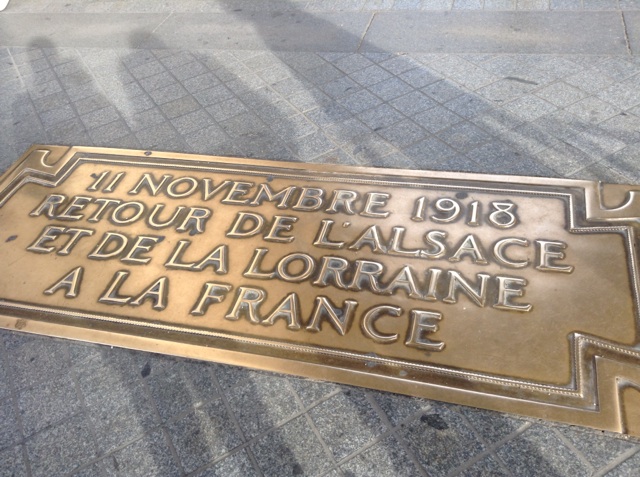 11 NOVEMBRE 1918
RETOUR DE L'ALSACE
ET DE LA LORRAINE
A LA FRANCE